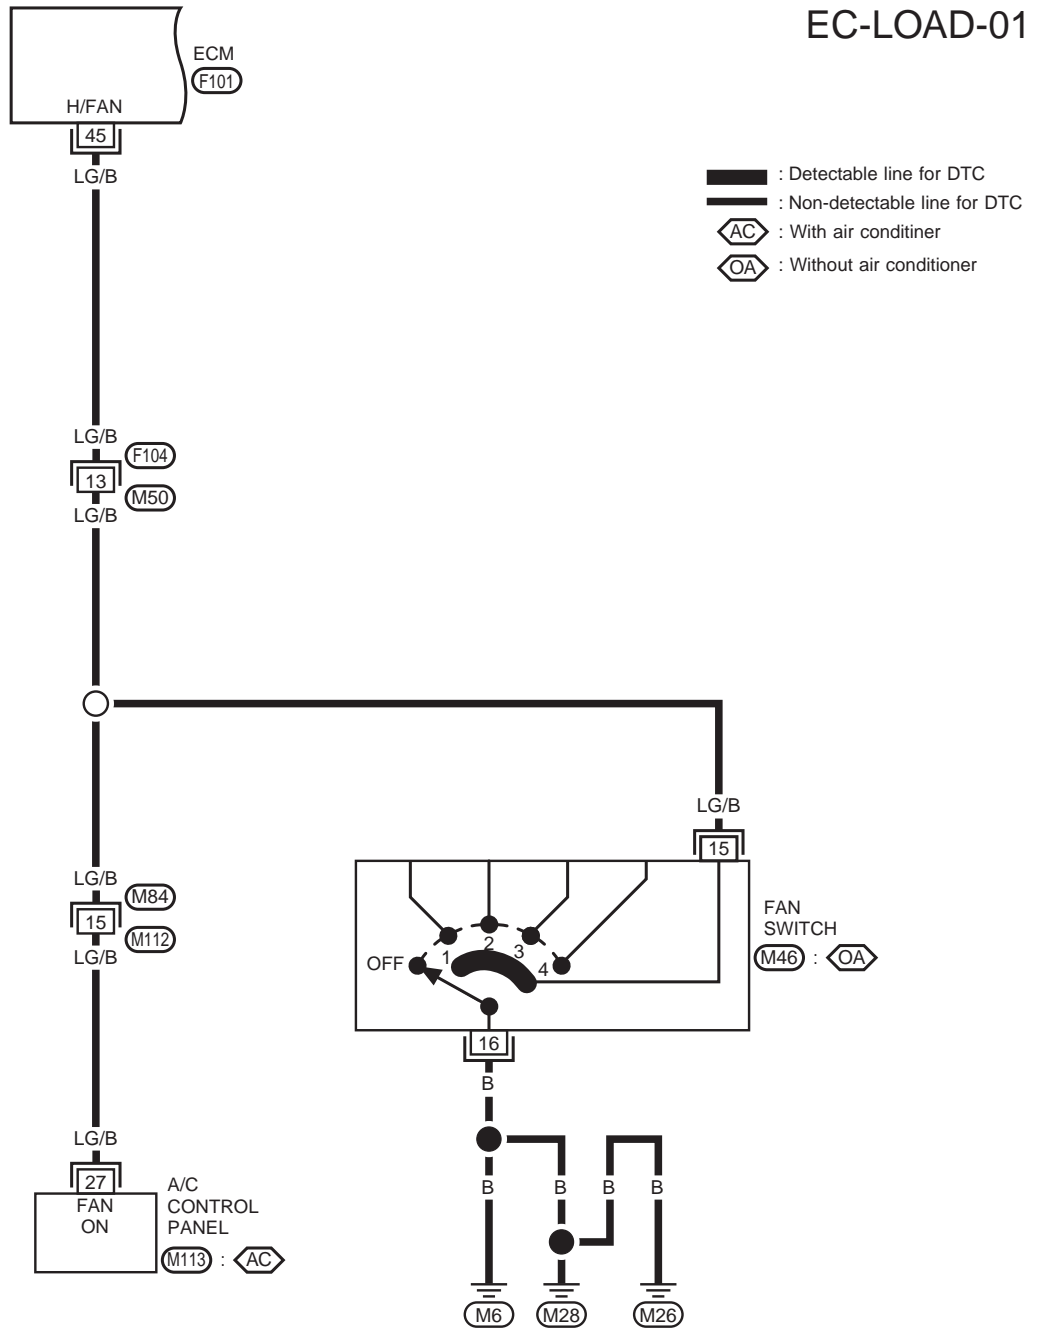 EC-LOAD-01
ECM
F101
H/FAN
45
LG/B
: Detectable line for DTC
: Non-detectable line for DTC
AC : With air conditiner
OA : Without air conditioner
LG/B
F104
13
M50
LG/B
LG/B
15
LG/B
M84
15
M112
LG/B
FAN
SWITCH
M46 : OA
OFF
1
2
3
4
16
B
LG/B
27
FAN
ON
A/C
CONTROL
PANEL
M113 : AC
B
B
B
B
M6
M28
M26